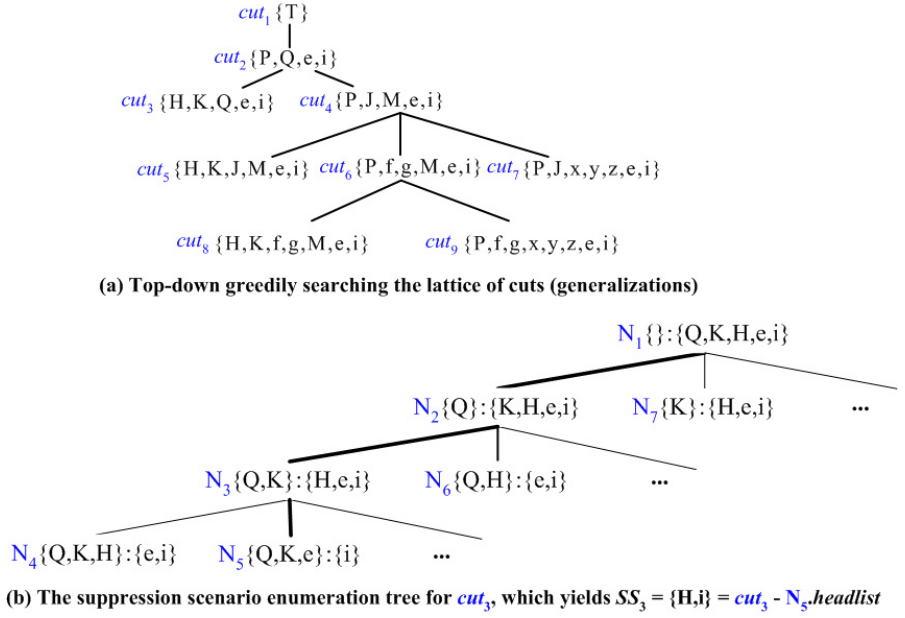 cut₁ {T}
cut₂ {P,Q,e,i}
cut₃ {H,K,Q,e,i} cut₄ {P,J,M,e,i}
cut₅ {H,K,J,M,e,i} cut₆ {P,f,g,M,e,i} cut₇ {P,J,x,y,z,e,i}
cut₈ {H,K,f,g,M,e,i} cut₉ {P,f,g,x,y,z,e,i}
(a) Top-down greedily searching the lattice of cuts (generalizations)
N₁{}:{Q,K,H,e,i}
N₂{Q}:{K,H,e,i} N₇{K}:{H,e,i} ...
N₃{Q,K}:{H,e,i} N₆{Q,H}:{e,i} ...
N₄{Q,K,H}:{e,i} N₅{Q,K,e}:{i} ...
(b) The suppression scenario enumeration tree for cut₃, which yields SS₃ = {H,i} = cut₃ - N₅.headlist